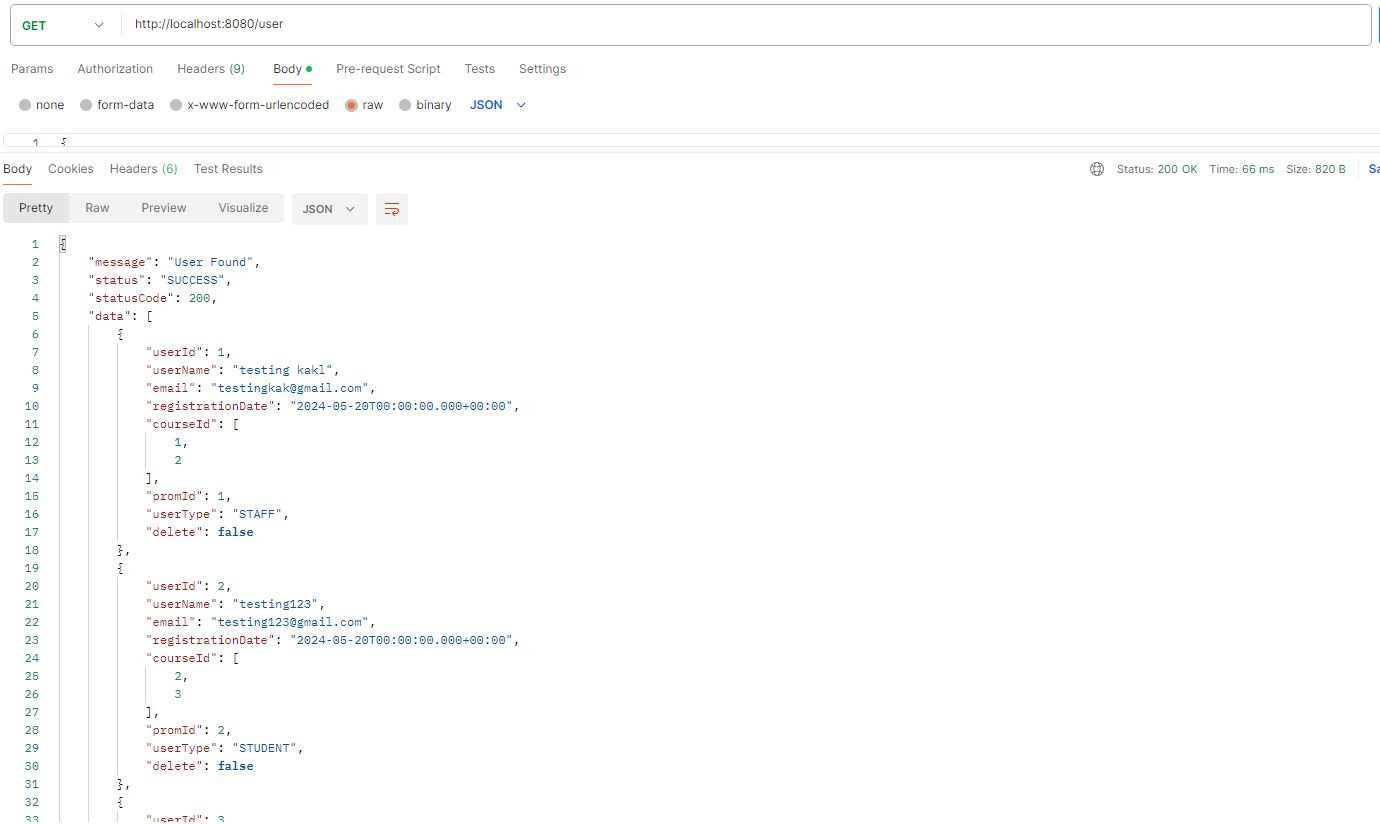 GET http://localhost:8080/user
Params Authorization Headers (9) Body Pre-request Script Tests Settings
none form-data x-www-form-urlencoded raw binary JSON
1 {
Body Cookies Headers (6) Test Results Status: 200 OK Time: 66 ms Size: 820 B Sa
Pretty Raw Preview Visualize JSON
1 {
2 "message": "User Found",
3 "status": "SUCCESS",
4 "statusCode": 200,
5 "data": [
6 {
7 "userId": 1,
8 "userName": "testing kakl",
9 "email": "testingkak@gmail.com",
10 "registrationDate": "2024-05-20T00:00:00.000+00:00",
11 "courseId": [
12 1,
13 2
14 ],
15 "promId": 1,
16 "userType": "STAFF",
17 "delete": false
18 },
19 {
20 "userId": 2,
21 "userName": "testing123",
22 "email": "testing123@gmail.com",
23 "registrationDate": "2024-05-20T00:00:00.000+00:00",
24 "courseId": [
25 2,
26 3
27 ],
28 "promId": 2,
29 "userType": "STUDENT",
30 "delete": false
31 },
32 {
33 "userId": 3,